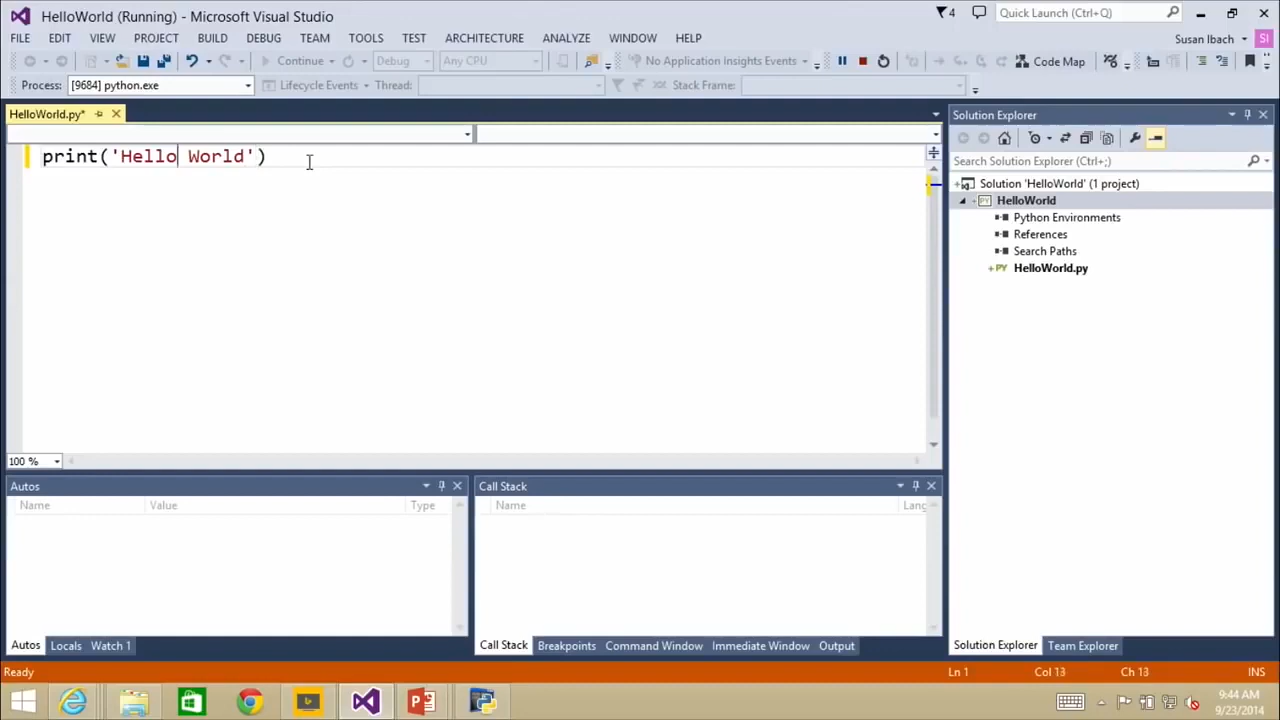 HelloWorld (Running) - Microsoft Visual Studio
4
Quick Launch (Ctrl+Q)
FILE EDIT VIEW PROJECT BUILD DEBUG TEAM TOOLS TEST ARCHITECTURE ANALYZE WINDOW HELP
Susan Ibach
SI
Continue Debug Any CPU No Application Insights Events Code Map
Process: [9684] python.exe Lifecycle Events Thread: Stack Frame:
HelloWorld.py*
print('Hello World')
100 %
Solution Explorer
Search Solution Explorer (Ctrl+;)
Solution 'HelloWorld' (1 project)
PY HelloWorld
Python Environments
References
Search Paths
PY HelloWorld.py
Autos
Name Value Type
Call Stack
Name Lang
Autos Locals Watch 1
Call Stack Breakpoints Command Window Immediate Window Output
Solution Explorer Team Explorer
Ready Ln 1 Col 13 Ch 13 INS
9:44 AM
9/23/2014